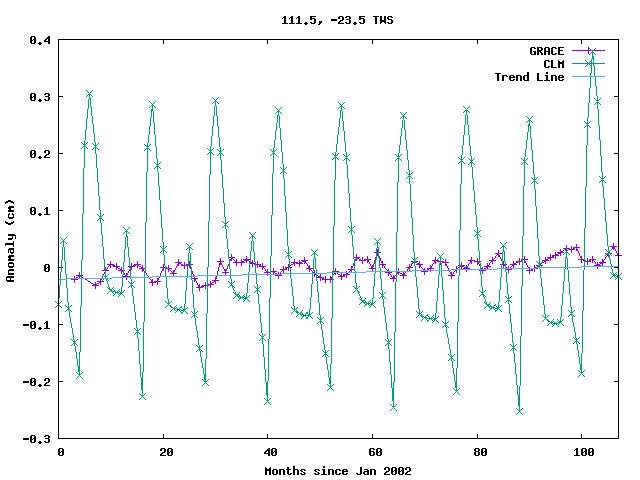 111.5, -23.5 TWS
GRACE
CLM
Trend Line
Anomaly (cm)
0.4
0.3
0.2
0.1
0
-0.1
-0.2
-0.3
0 20 40 60 80 100
Months since Jan 2002